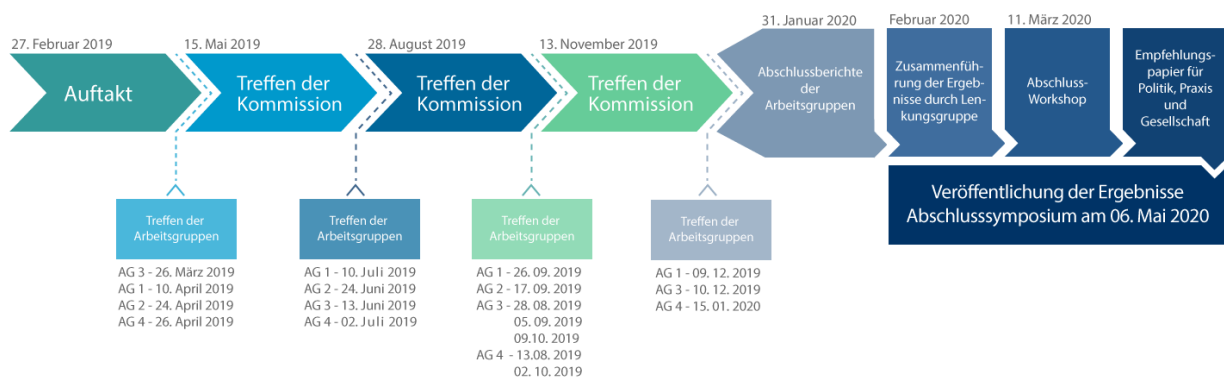 27. Februar 2019
Auftakt
15. Mai 2019
Treffen der
Kommission
28. August 2019
Treffen der
Kommission
13. November 2019
Treffen der
Kommission
31. Januar 2020
Abschlussberichte
der
Arbeitsgruppen
Februar 2020
Zusammenfüh-
rung der Ergeb-
nisse durch Len-
kungsgruppe
11. März 2020
Abschluss-
Workshop
Empfehlungs-
papier für
Politik, Praxis
und
Gesellschaft
Veröffentlichung der Ergebnisse
Abschlusssymposium am 06. Mai 2020
Treffen der
Arbeitsgruppen
AG 3 - 26. März 2019
AG 1 - 10. April 2019
AG 2 - 24. April 2019
AG 4 - 26. April 2019
Treffen der
Arbeitsgruppen
AG 1 - 10. Juli 2019
AG 2 - 24. Juni 2019
AG 3 - 13. Juni 2019
AG 4 - 02. Juli 2019
Treffen der
Arbeitsgruppen
AG 1 - 26. 09. 2019
AG 2 - 17. 09. 2019
AG 3 - 28. 08. 2019
05. 09. 2019
09.10. 2019
AG 4 - 13.08. 2019
02. 10. 2019
Treffen der
Arbeitsgruppen
AG 1 - 09. 12. 2019
AG 3 - 10. 12. 2019
AG 4 - 15. 01. 2020